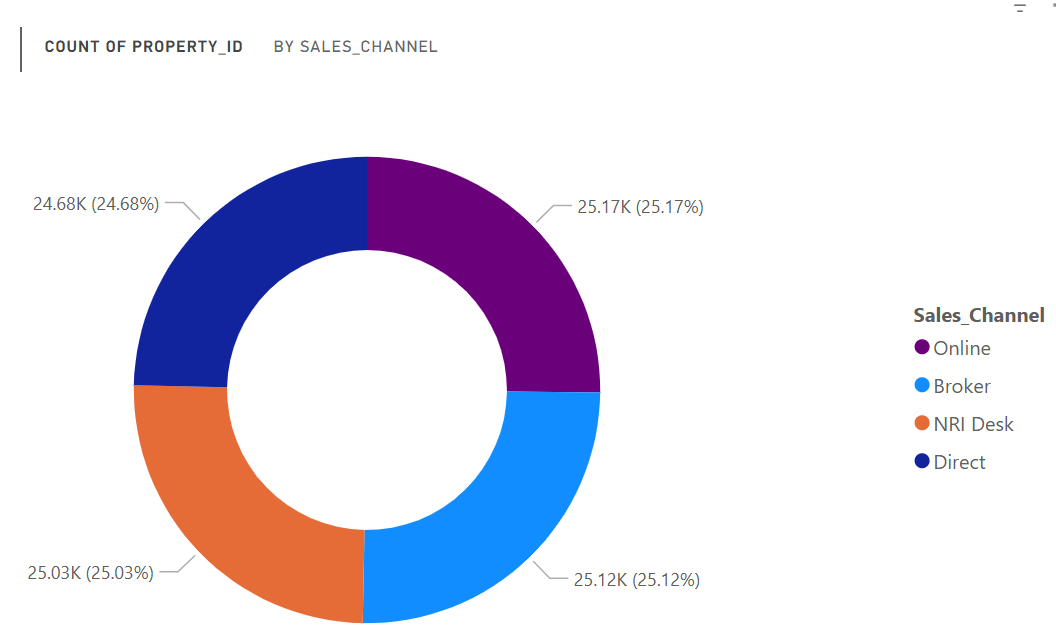 COUNT OF PROPERTY_ID BY SALES_CHANNEL
24.68K (24.68%)
25.17K (25.17%)
Sales_Channel
Online
Broker
NRI Desk
Direct
25.03K (25.03%)
25.12K (25.12%)